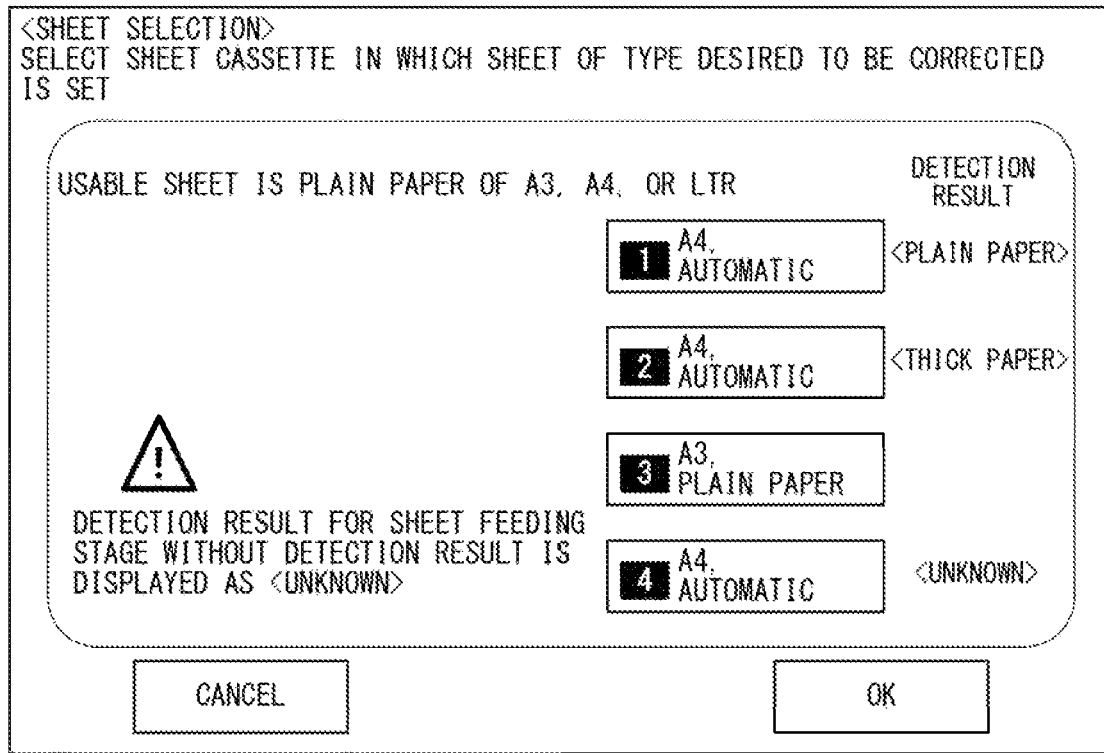 <SHEET SELECTION>
SELECT SHEET CASSETTE IN WHICH SHEET OF TYPE DESIRED TO BE CORRECTED
IS SET
USABLE SHEET IS PLAIN PAPER OF A3, A4, OR LTR
DETECTION
RESULT
1 A4,
AUTOMATIC
<PLAIN PAPER>
2 A4,
AUTOMATIC
<THICK PAPER>
3 A3,
PLAIN PAPER
!
DETECTION RESULT FOR SHEET FEEDING
STAGE WITHOUT DETECTION RESULT IS
DISPLAYED AS <UNKNOWN>
4 A4,
AUTOMATIC
<UNKNOWN>
CANCEL
OK